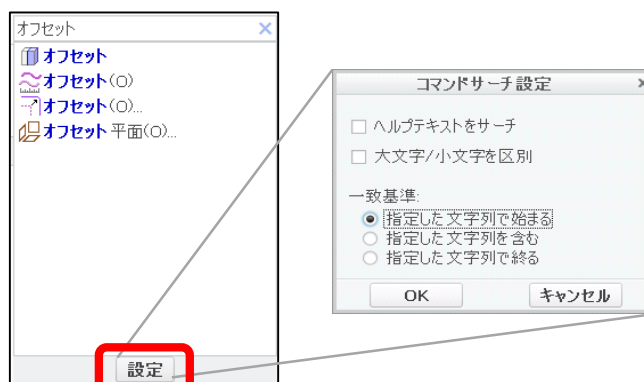 オフセット
オフセット
オフセット(O)
オフセット(O)...
オフセット 平面(O)...
設定
コマンドサーチ設定
ヘルプテキストをサーチ
大文字/小文字を区別
一致基準:
指定した文字列で始まる
指定した文字列を含む
指定した文字列で終る
OK
キャンセル